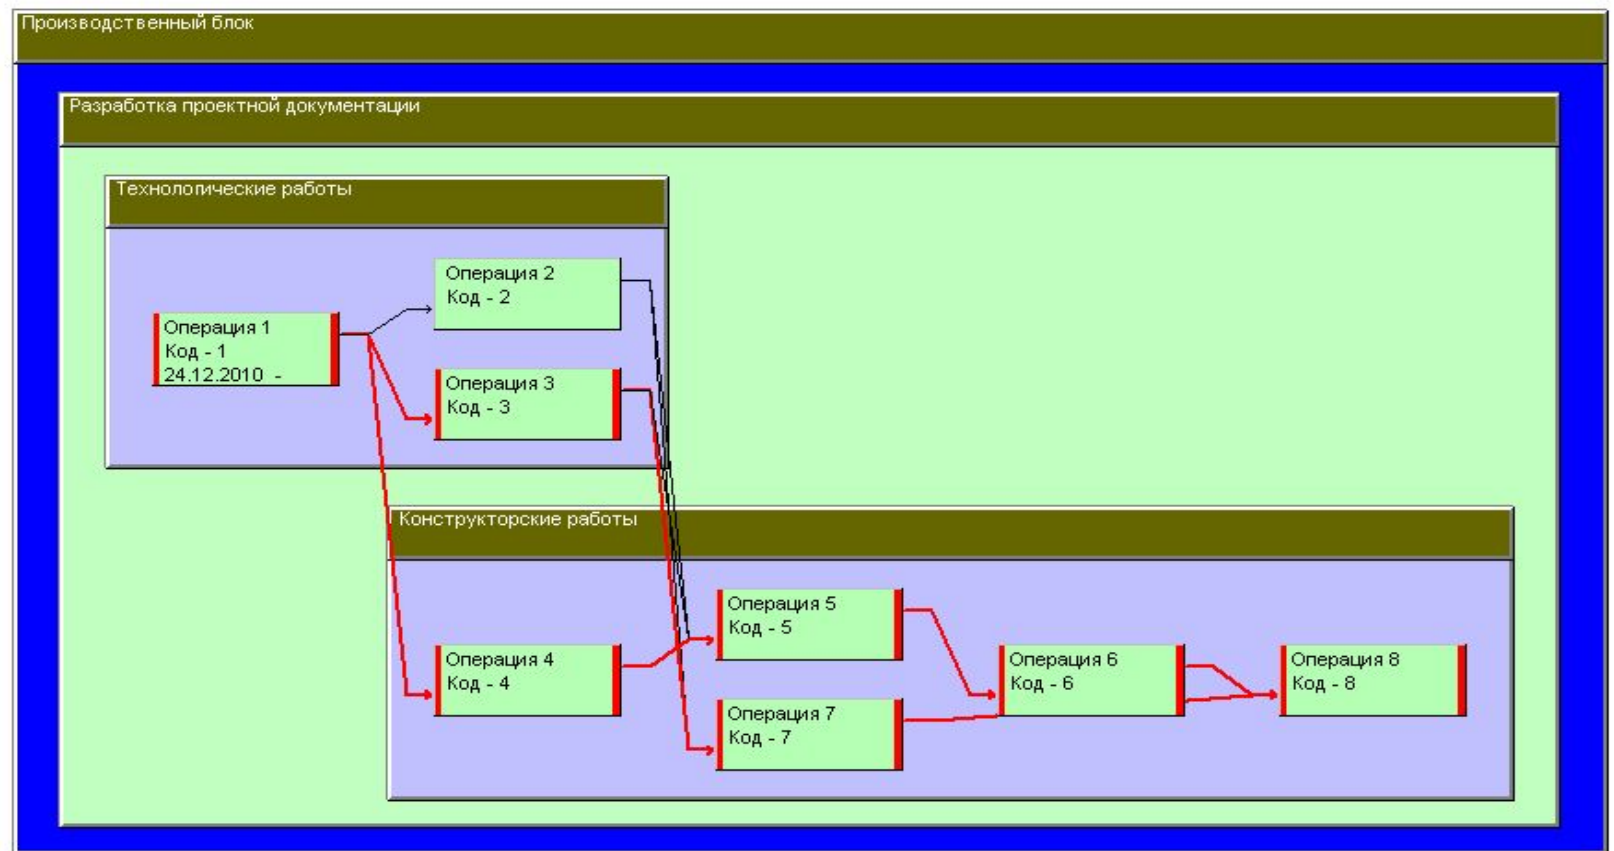 Производственный блок
Разработка проектной документации
Технологические работы
Операция 2
Код - 2
Операция 1
Код - 1
24.12.2010 -
Операция 3
Код - 3
Конструкторские работы
Операция 5
Код - 5
Операция 4
Код - 4
Операция 6
Код - 6
Операция 8
Код - 8
Операция 7
Код - 7